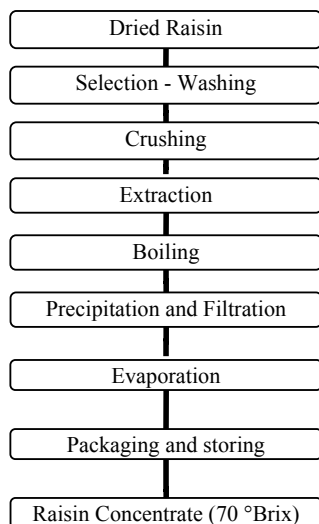 Dried Raisin
Selection - Washing
Crushing
Extraction
Boiling
Precipitation and Filtration
Evaporation
Packaging and storing
Raisin Concentrate (70 °Brix)